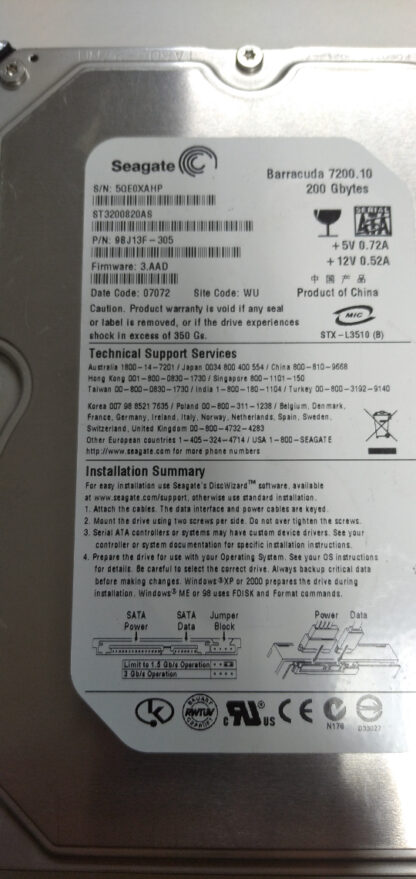 Seagate
Barracuda 7200.10
200 Gbytes
S/N: 5QE0XAHP
ST3200820AS
P/N: 9BJ13F-305
Firmware: 3.AAD
SERIAL
ATA
+5V 0.72A
+12V 0.52A
中国产品
Date Code: 07072 Site Code: WU Product of China
Caution. Product warranty is void if any seal
or label is removed, or if the drive experiences
shock in excess of 350 Gs.
MIC
STX-L3510 (B)
Technical Support Services
Australia 1800-14-7201 / Japan 0034 800 400 554 / China 800-810-9668
Hong Kong 001-800-0830-1730 / Singapore 800-1101-150
Taiwan 00-800-0830-1730 / India 1-800-180-1104 / Turkey 00-800-3192-9140
Korea 007 98 8521 7635 / Poland 00-800-311-1238 / Belgium, Denmark,
France, Germany, Ireland, Italy, Norway, Netherlands, Spain, Sweden,
Switzerland, United Kingdom 00-800-4732-4283
Other European countries 1-405-324-4714 / USA 1-800-SEAGATE
http://www.seagate.com for more phone numbers
Installation Summary
For easy installation use Seagate's DiscWizard™ software, available
at www.seagate.com/support, otherwise use standard installation.
1. Attach the cables. The data interface and power cables are keyed.
2. Mount the drive using two screws per side. Do not over tighten the screws.
3. Serial ATA controllers or systems may have custom device drivers. See your
controller or system documentation for specific installation instructions.
4. Prepare the drive for use with your Operating System. See your OS instructions
for details. Be careful to select the correct drive. Always backup critical data
before making changes. Windows®XP or 2000 prepares the drive during
installation. Windows® ME or 98 uses FDISK and Format commands.
SATA Power
SATA Data
Jumper Block
Power Data
Limit to 1.5 Gb/s Operation
3 Gb/s Operation
RWTÜV
c RU® US
CE
N176
D33027